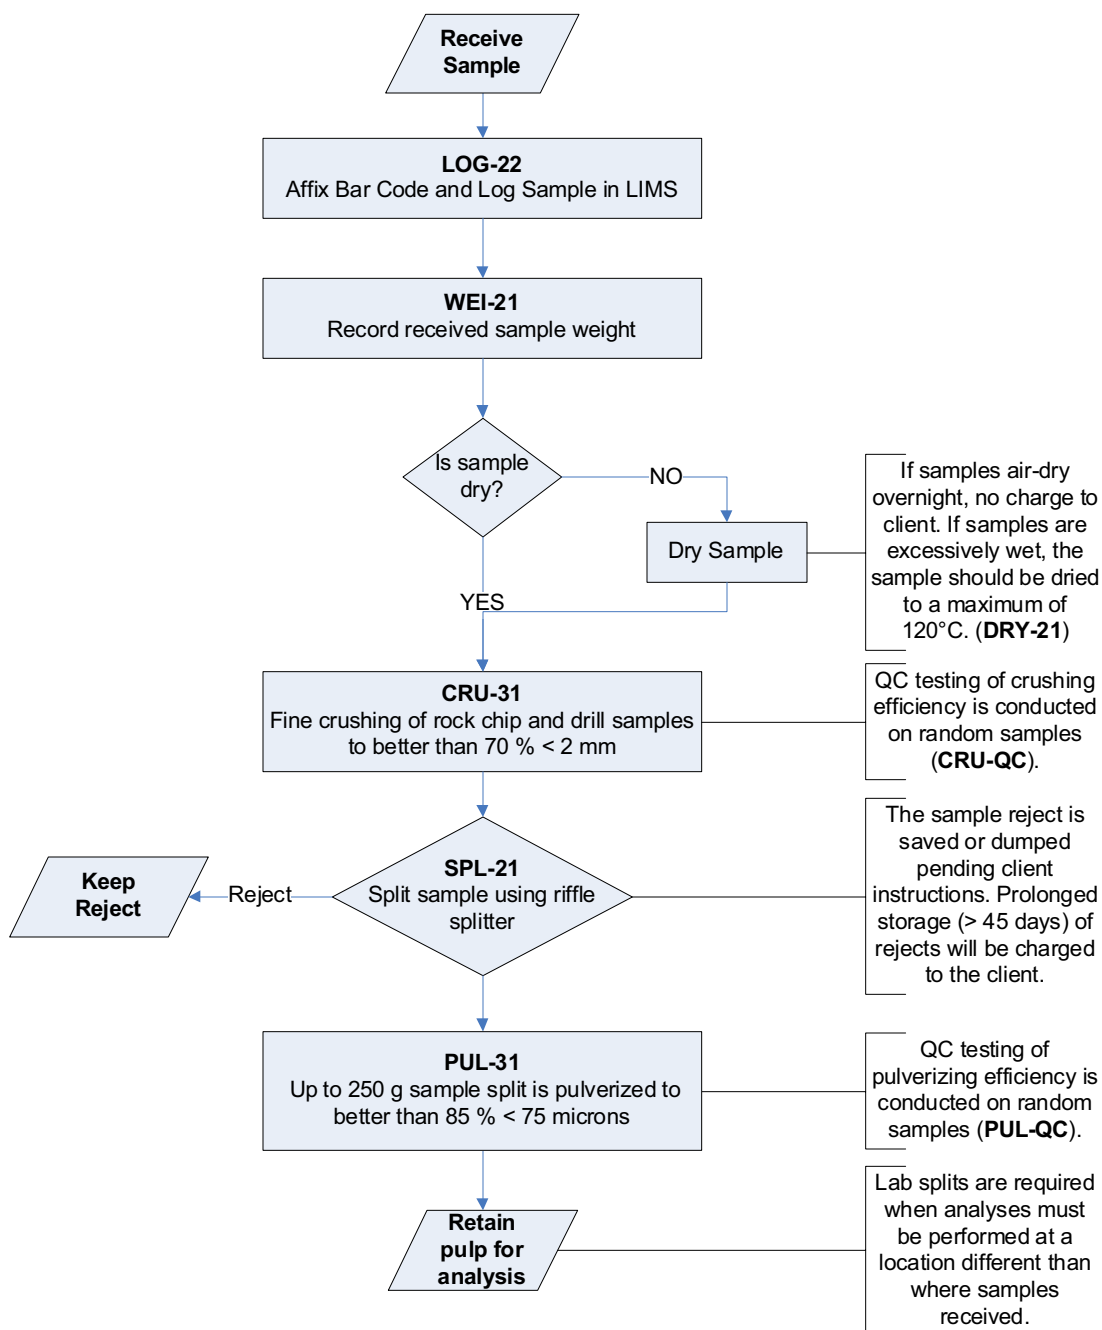 Receive
Sample
LOG-22
Affix Bar Code and Log Sample in LIMS
WEI-21
Record received sample weight
Is sample
dry?
NO
Dry Sample
If samples air-dry
overnight, no charge to
client. If samples are
excessively wet, the
sample should be dried
to a maximum of
120°C. (DRY-21)
YES
CRU-31
Fine crushing of rock chip and drill samples
to better than 70 % < 2 mm
QC testing of crushing
efficiency is conducted
on random samples
(CRU-QC).
SPL-21
Split sample using riffle
splitter
Reject
Keep
Reject
The sample reject is
saved or dumped
pending client
instructions. Prolonged
storage (> 45 days) of
rejects will be charged
to the client.
PUL-31
Up to 250 g sample split is pulverized to
better than 85 % < 75 microns
QC testing of
pulverizing efficiency is
conducted on random
samples (PUL-QC).
Retain
pulp for
analysis
Lab splits are required
when analyses must
be performed at a
location different than
where samples
received.